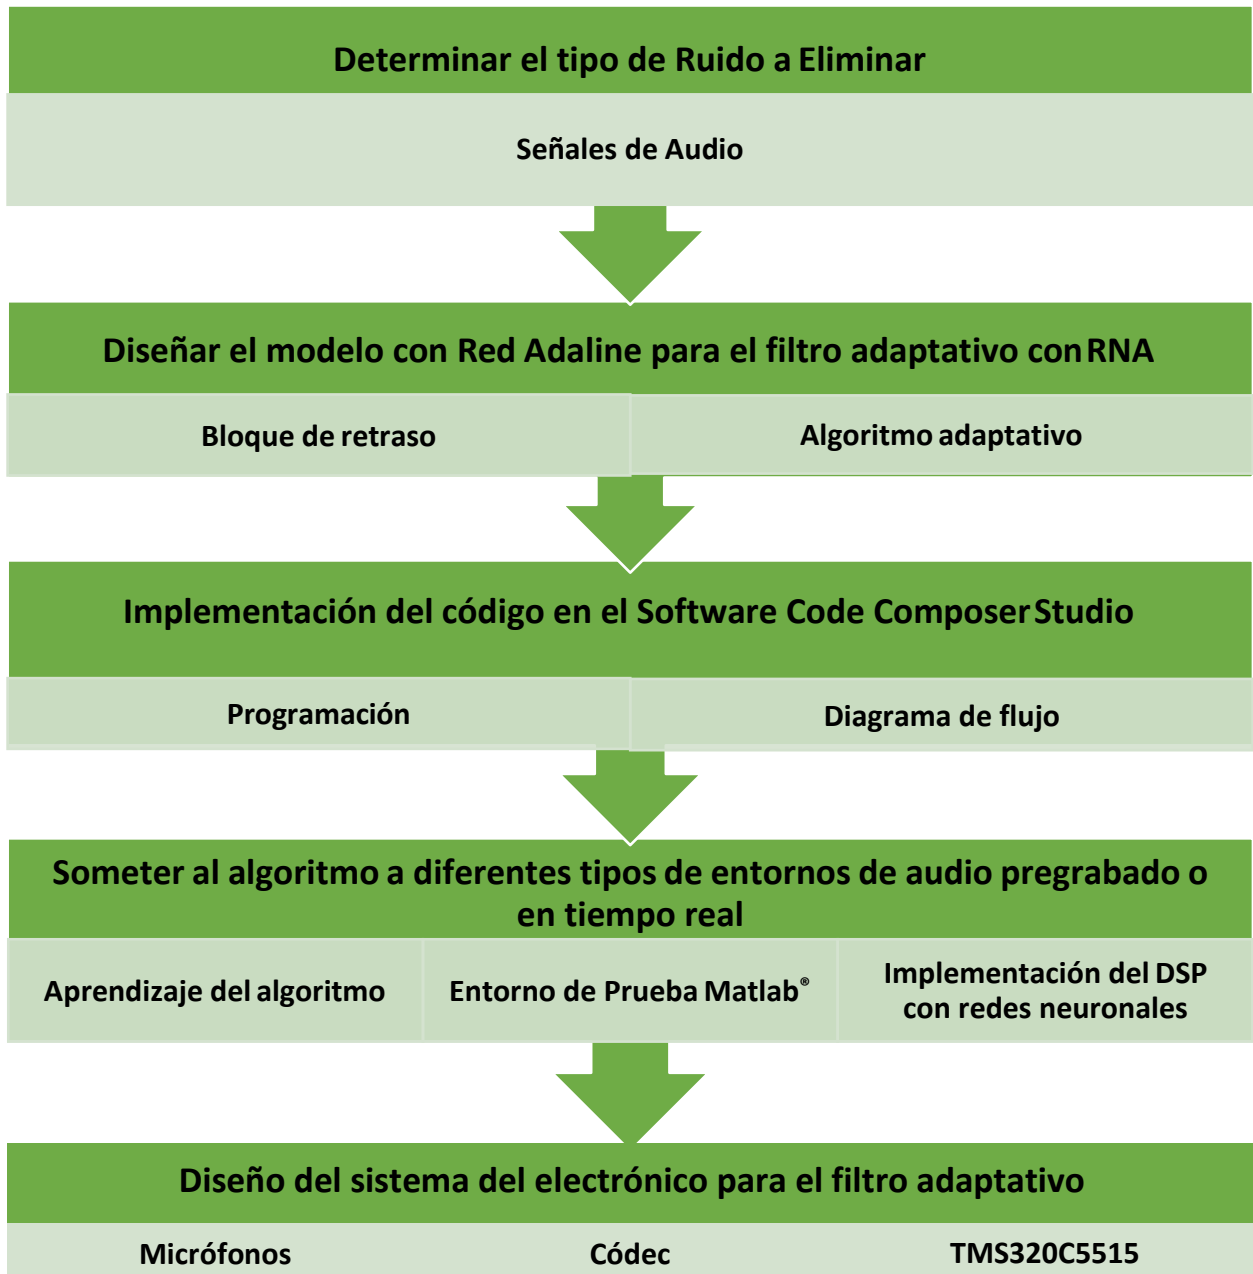 Determinar el tipo de Ruido a Eliminar
Señales de Audio
Diseñar el modelo con Red Adaline para el filtro adaptativo con RNA
Bloque de retraso
Algoritmo adaptativo
Implementación del código en el Software Code Composer Studio
Programación
Diagrama de flujo
Someter al algoritmo a diferentes tipos de entornos de audio pregrabado o
en tiempo real
Aprendizaje del algoritmo
Entorno de Prueba Matlab®
Implementación del DSP
con redes neuronales
Diseño del sistema del electrónico para el filtro adaptativo
Micrófonos
Códec
TMS320C5515